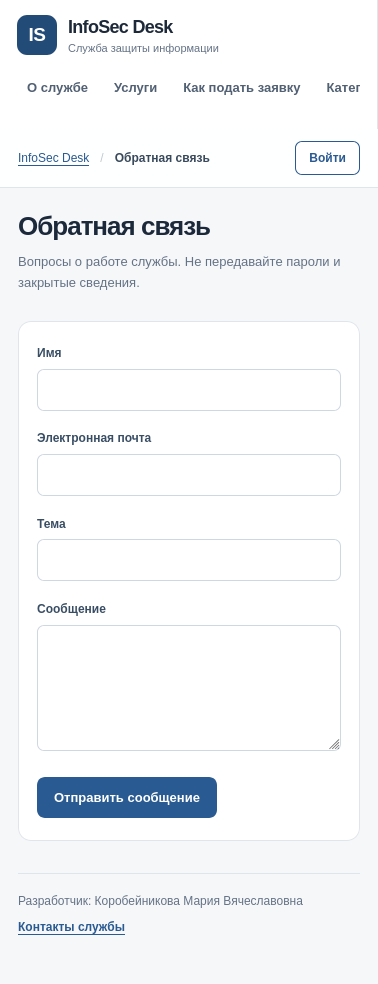 IS
InfoSec Desk
Служба защиты информации
О службе Услуги Как подать заявку Катег
InfoSec Desk / Обратная связь Войти
Обратная связь
Вопросы о работе службы. Не передавайте пароли и
закрытые сведения.
Имя
Электронная почта
Тема
Сообщение
Отправить сообщение
Разработчик: Коробейникова Мария Вячеславовна
Контакты службы